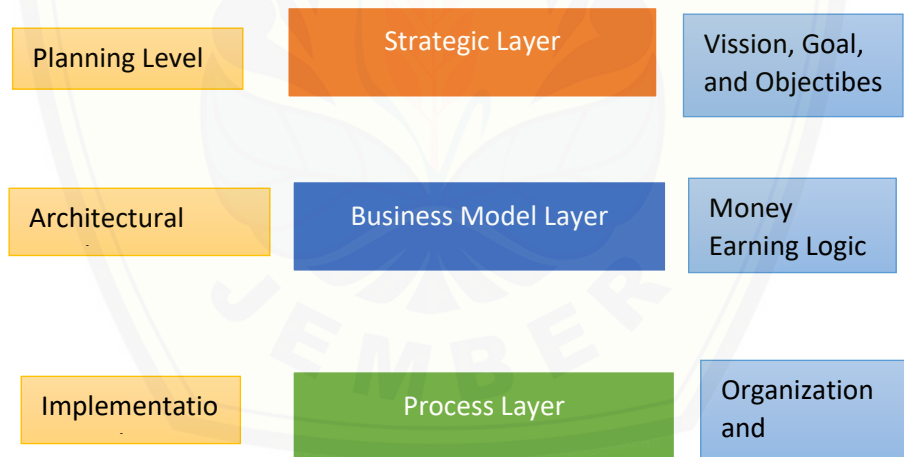 Planning Level
Strategic Layer
Vission, Goal,
and Objectibes
Architectural
Business Model Layer
Money
Earning Logic
JEMBER
Implementatio
Process Layer
Organization
and